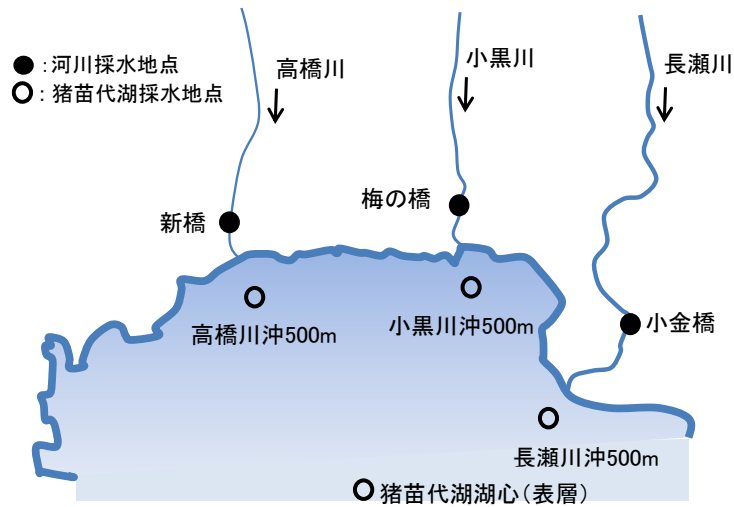 ●：河川採水地点
○：猪苗代湖採水地点
高橋川
小黒川
長瀬川
新橋
梅の橋
小金橋
高橋川沖500m
小黒川沖500m
長瀬川沖500m
猪苗代湖湖心（表層）